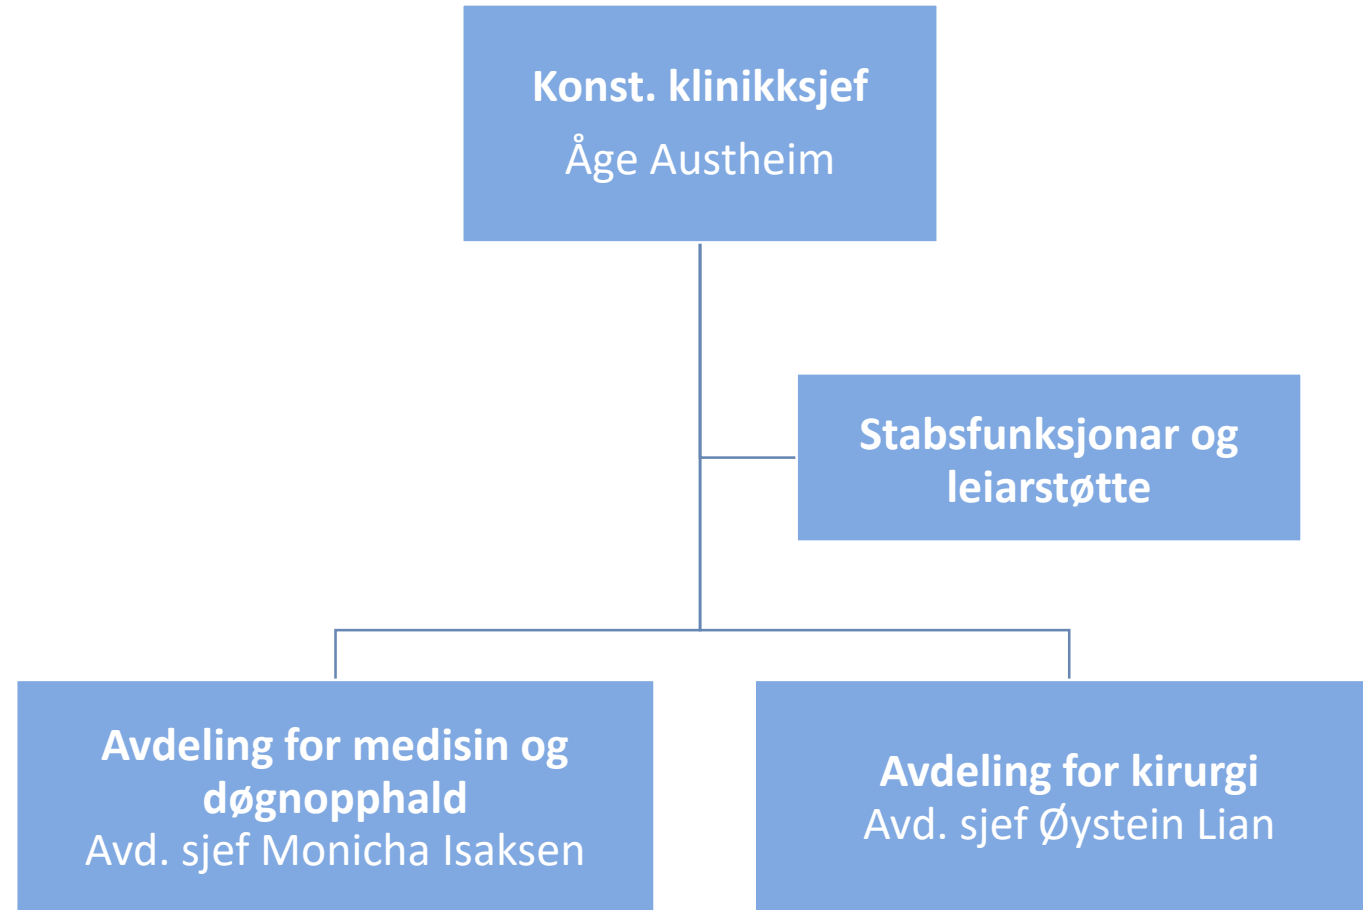 Konst. klinikksjef
Åge Austheim
Stabsfunksjonar og
leiarstøtte
Avdeling for medisin og
døgnopphald
Avd. sjef Monicha Isaksen
Avdeling for kirurgi
Avd. sjef Øystein Lian